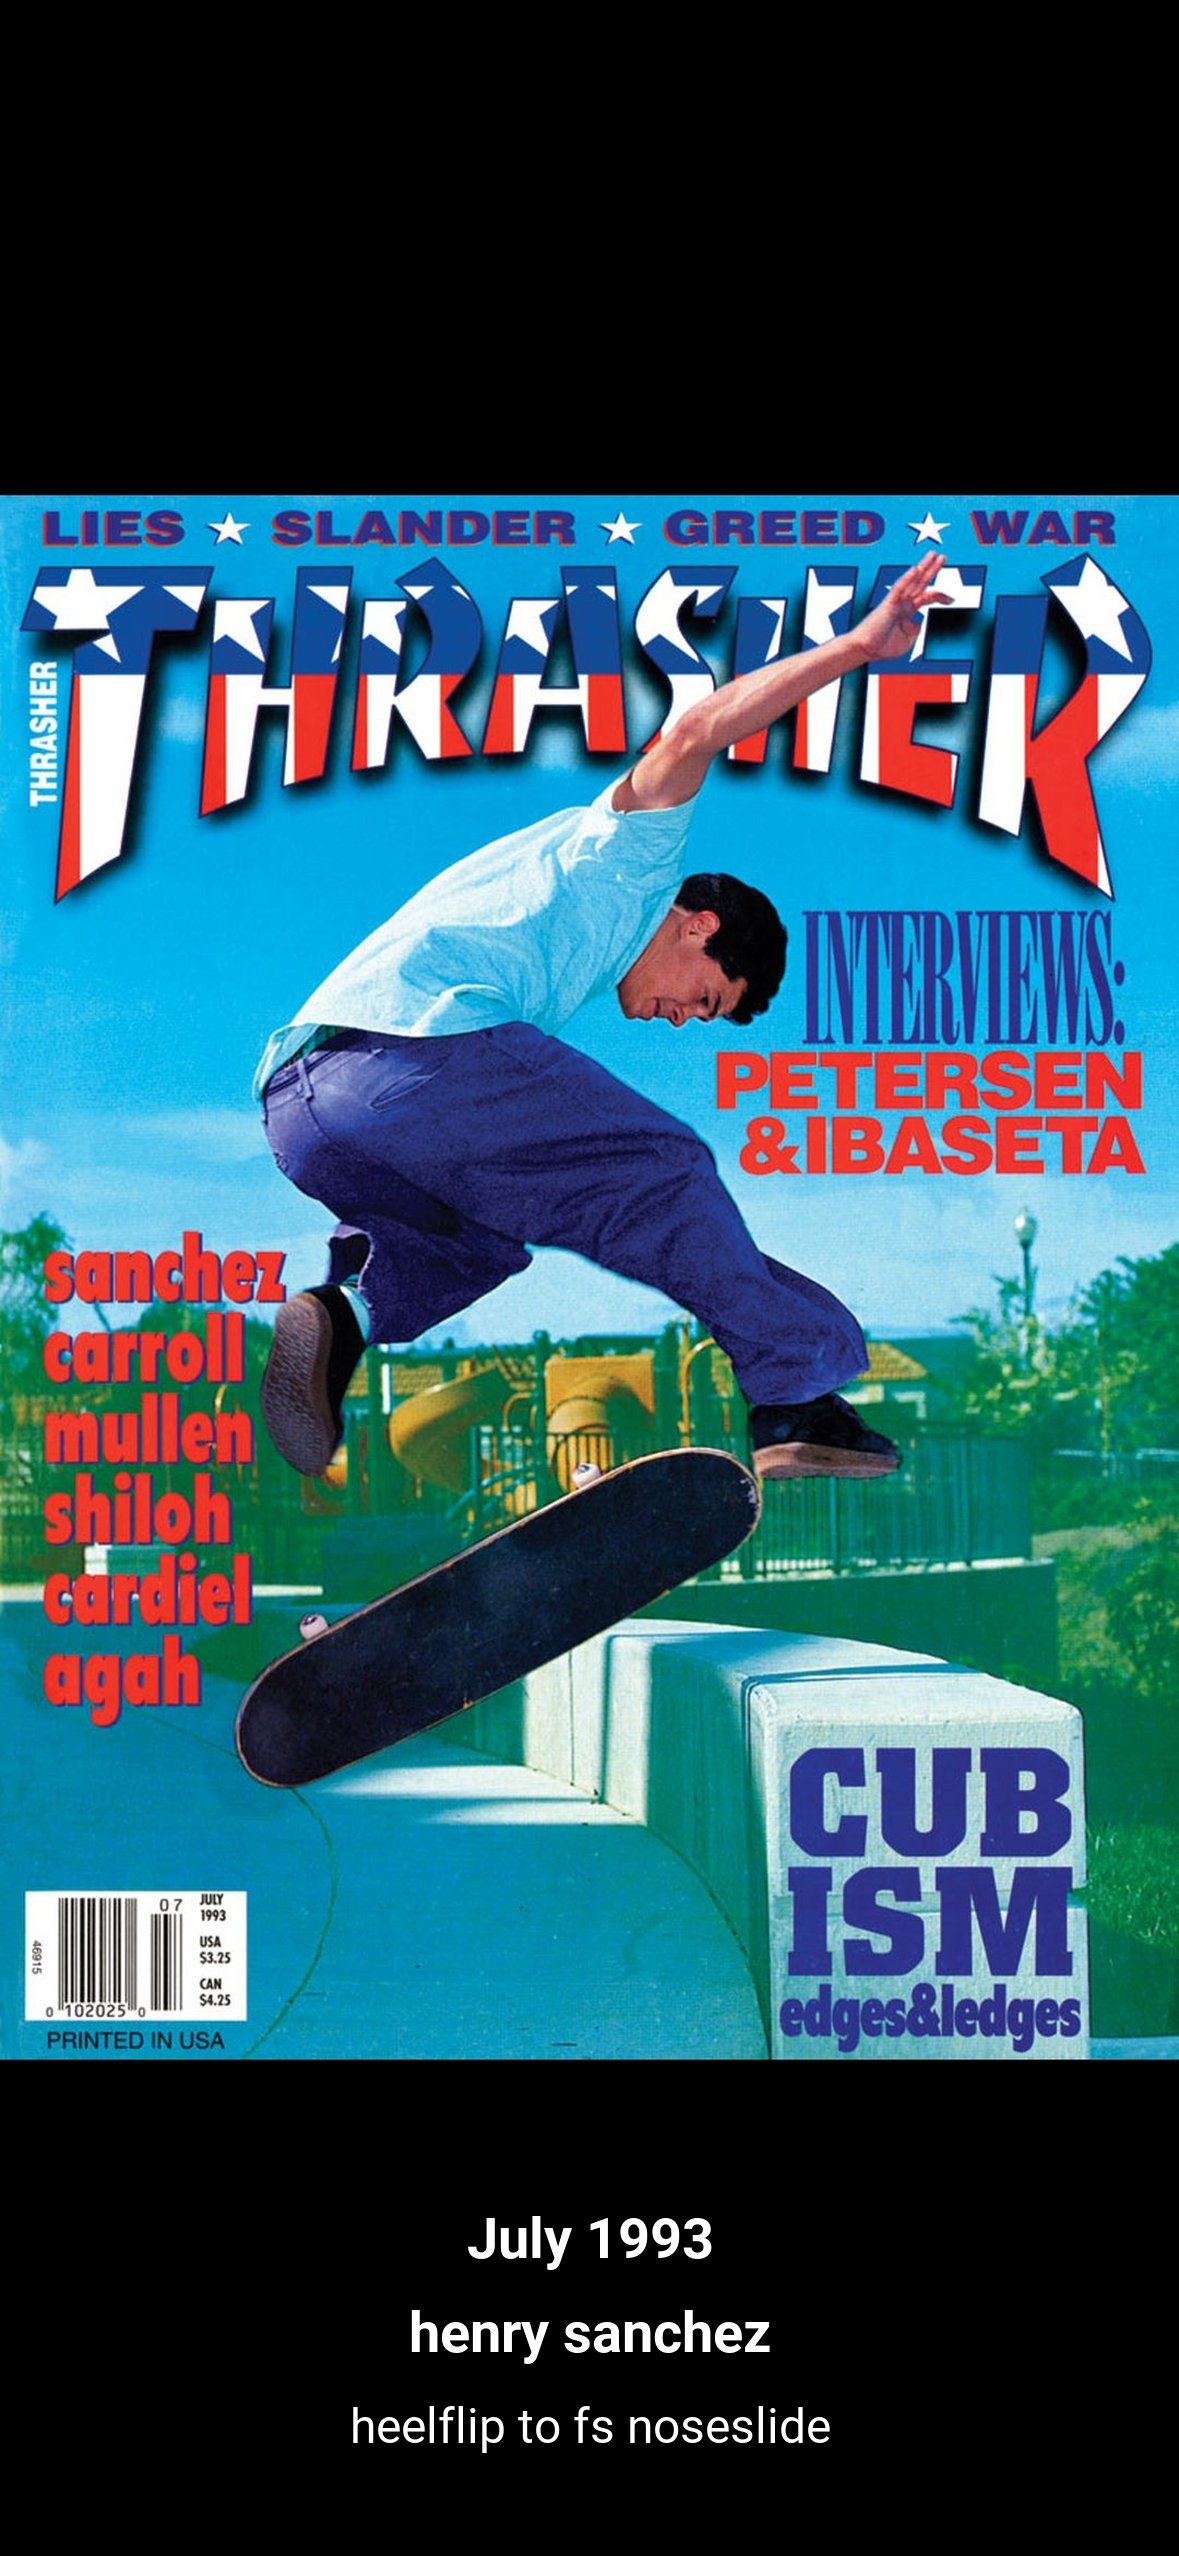 LIES ★ SLANDER ★ GREED ★ WAR
THRASHER
THRASHER
INTERVIEWS:
PETERSEN
&IBASETA
sanchez
carroll
mullen
shiloh
cardiel
agah
CUB
ISM
edges&ledges
07
JULY
1993
USA
$3.25
CAN
$4.25
46915
0 102025 0
PRINTED IN USA
July 1993
henry sanchez
heelflip to fs noseslide